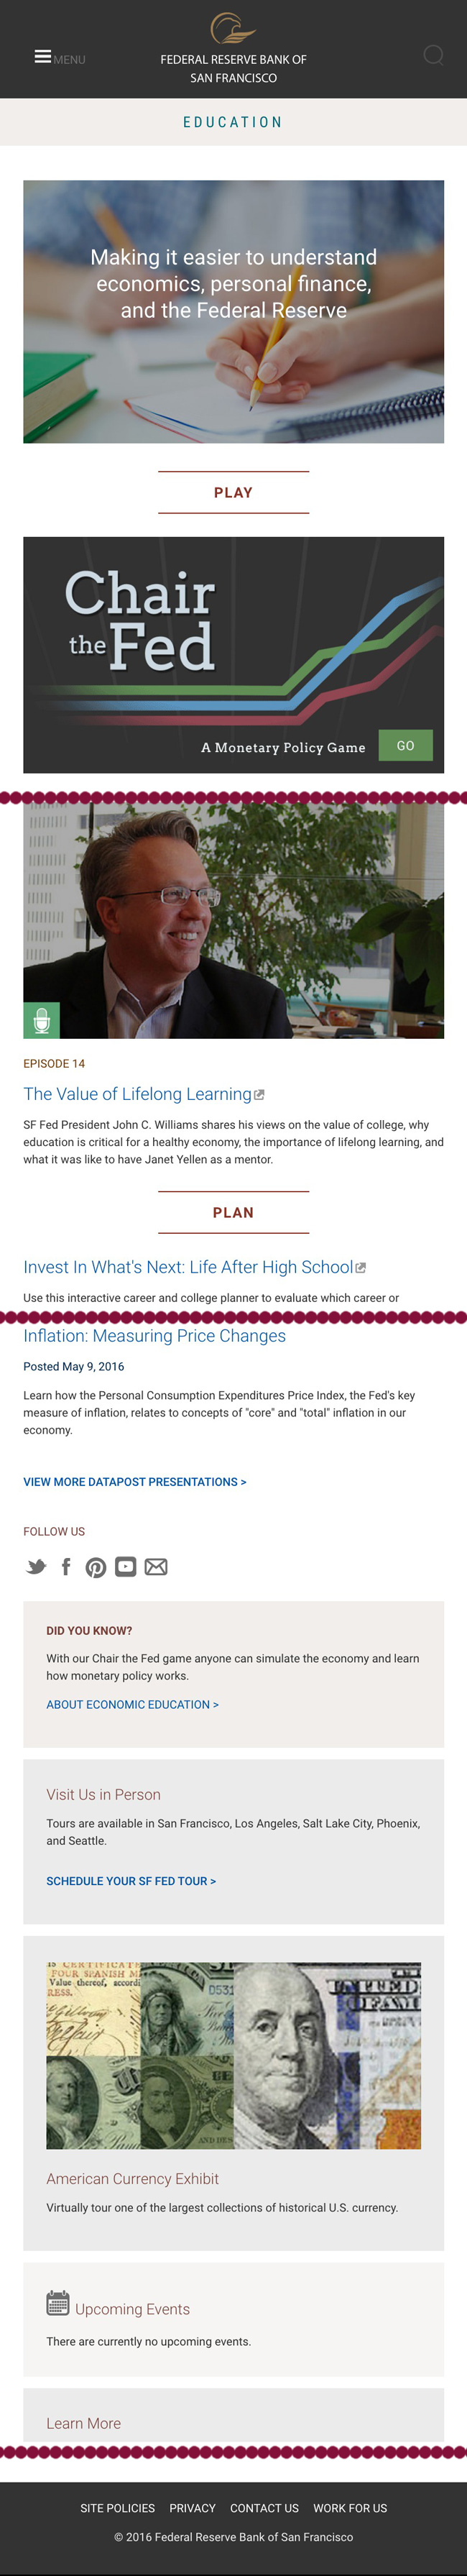 MENU
FEDERAL RESERVE BANK OF
SAN FRANCISCO
EDUCATION
Making it easier to understand
economics, personal finance,
and the Federal Reserve
PLAY
Chair
the Fed
A Monetary Policy Game
GO
EPISODE 14
The Value of Lifelong Learning
SF Fed President John C. Williams shares his views on the value of college, why
education is critical for a healthy economy, the importance of lifelong learning, and
what it was like to have Janet Yellen as a mentor.
PLAN
Invest In What's Next: Life After High School
Use this interactive career and college planner to evaluate which career or
Inflation: Measuring Price Changes
Posted May 9, 2016
Learn how the Personal Consumption Expenditures Price Index, the Fed's key
measure of inflation, relates to concepts of "core" and "total" inflation in our
economy.
VIEW MORE DATAPOST PRESENTATIONS >
FOLLOW US
DID YOU KNOW?
With our Chair the Fed game anyone can simulate the economy and learn
how monetary policy works.
ABOUT ECONOMIC EDUCATION >
Visit Us in Person
Tours are available in San Francisco, Los Angeles, Salt Lake City, Phoenix,
and Seattle.
SCHEDULE YOUR SF FED TOUR >
FOUR SPANISH
Value thereof,
D531
AND DES
American Currency Exhibit
Virtually tour one of the largest collections of historical U.S. currency.
Upcoming Events
There are currently no upcoming events.
Learn More
SITE POLICIES PRIVACY CONTACT US WORK FOR US
© 2016 Federal Reserve Bank of San Francisco